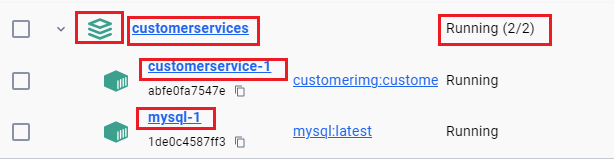 customerservices Running (2/2)
customerservice-1
abfe0fa7547e customerimg:custome Running
mysql-1
1de0c4587ff3 mysql:latest Running